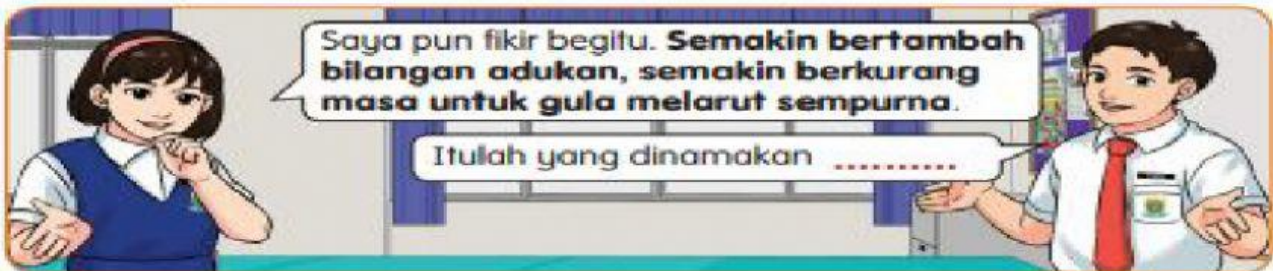 Saya pun fikir begitu. Semakin bertambah
bilangan adukan, semakin berkurang
masa untuk gula melarut sempurna.
Itulah yang dinamakan ..........